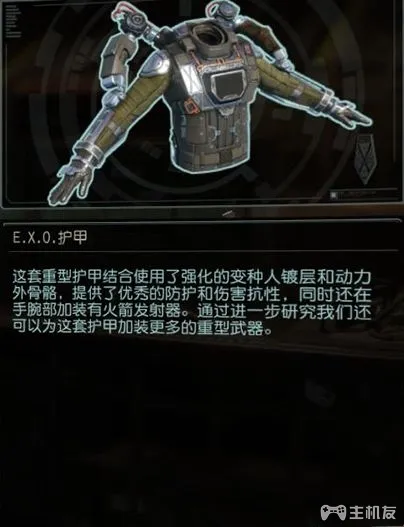 E.X.O.护甲
这套重型护甲结合使用了强化的变种人镀层和动力
外骨骼，提供了优秀的防护和伤害抗性，同时还在
手腕部加装有火箭发射器。通过进一步研究我们还
可以为这套护甲加装更多的重型武器。
主机友